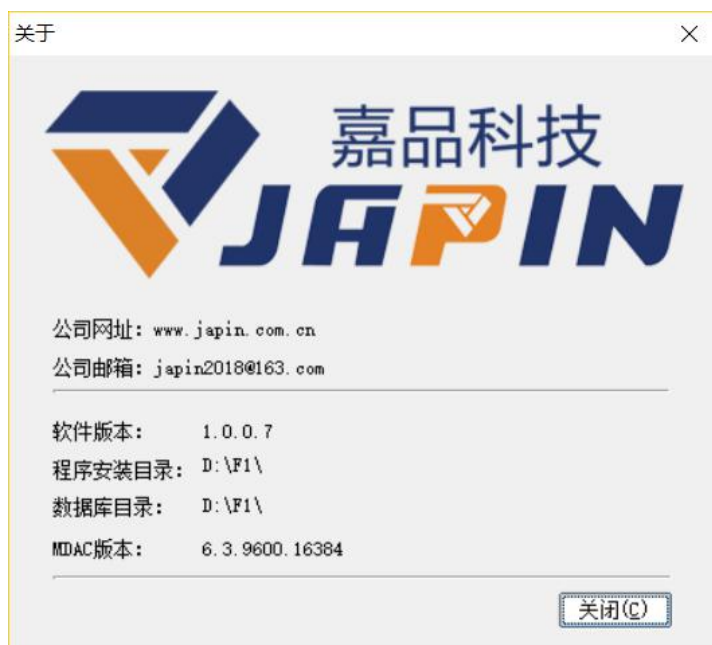 关于
嘉品科技
JAPIN
公司网址：www.japin.com.cn
公司邮箱：japin2018@163.com
软件版本： 1.0.0.7
程序安装目录： D:\F1\
数据库目录： D:\F1\
MDAC版本： 6.3.9600.16384
关闭(C)